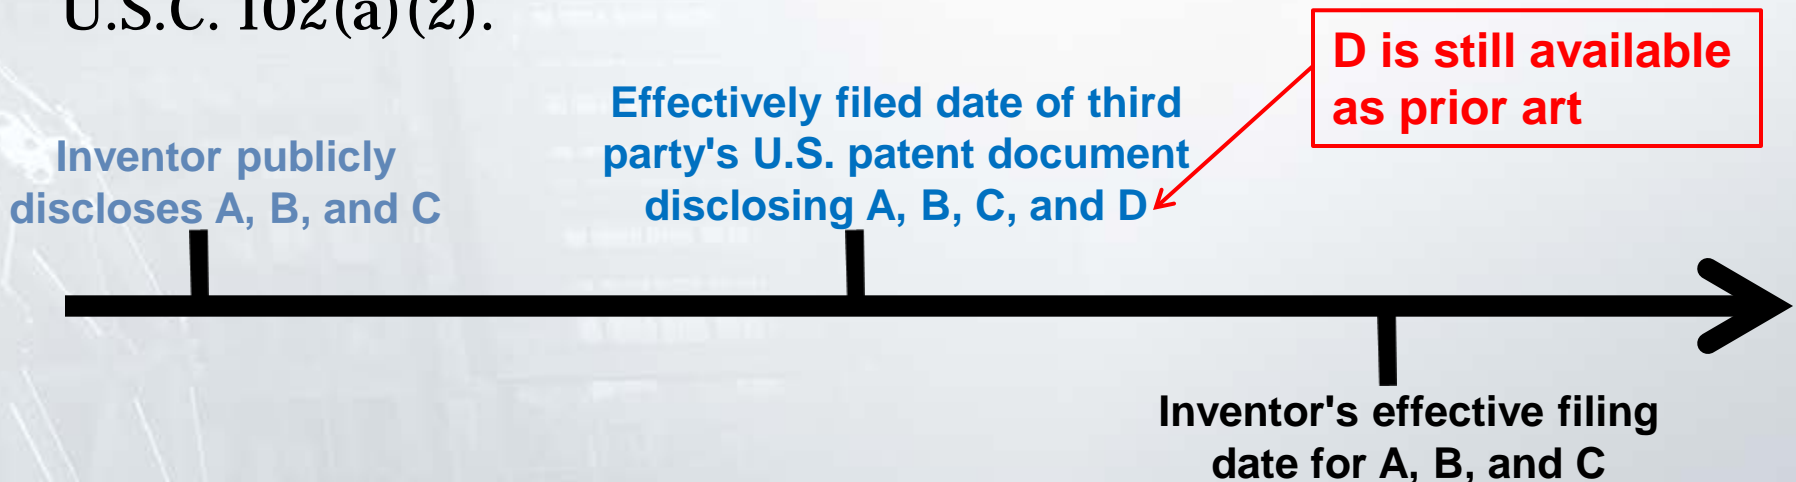 U.S.C. 102(a)(2).
D is still available
as prior art
Effectively filed date of third
party's U.S. patent document
disclosing A, B, C, and D
Inventor publicly
discloses A, B, and C
Inventor's effective filing
date for A, B, and C